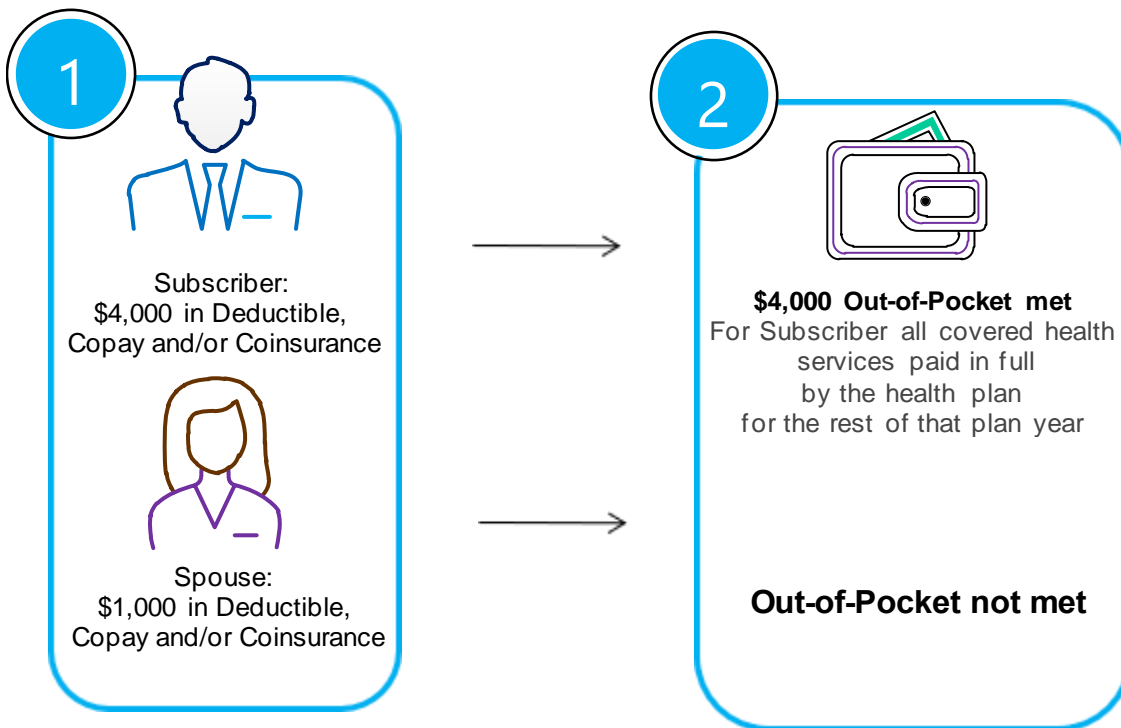 1
Subscriber:
$4,000 in Deductible,
Copay and/or Coinsurance
Spouse:
$1,000 in Deductible,
Copay and/or Coinsurance
2
$4,000 Out-of-Pocket met
For Subscriber all covered health
services paid in full
by the health plan
for the rest of that plan year
Out-of-Pocket not met